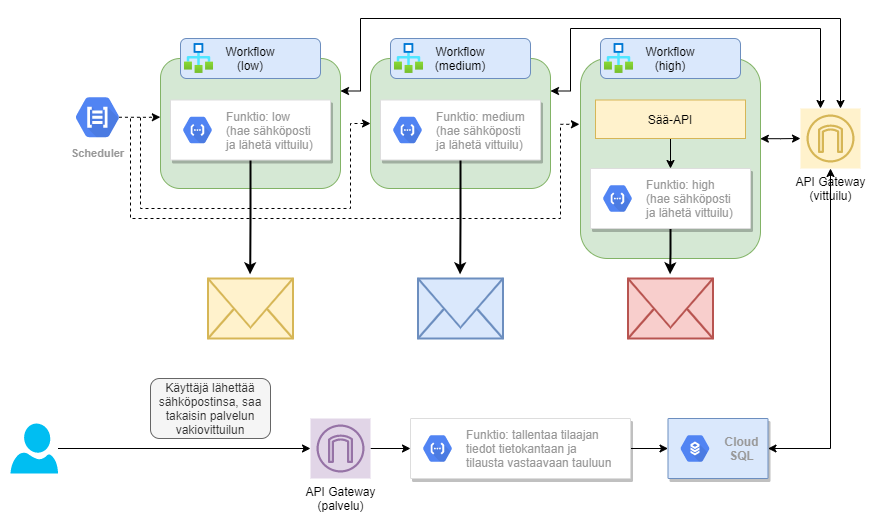 Workflow
(low)
Workflow
(medium)
Workflow
(high)
Scheduler
Funktio: low
(hae sähköposti
ja lähetä vittuilu)
Funktio: medium
(hae sähköposti
ja lähetä vittuilu)
Sää-API
Funktio: high
(hae sähköposti
ja lähetä vittuilu)
API Gateway
(vittuilu)
Käyttäjä lähettää
sähköpostinsa, saa
takaisin palvelun
vakiovittuilun
API Gateway
(palvelu)
Funktio: tallentaa tilaajan
tiedot tietokantaan ja
tilausta vastaavaan tauluun
Cloud
SQL